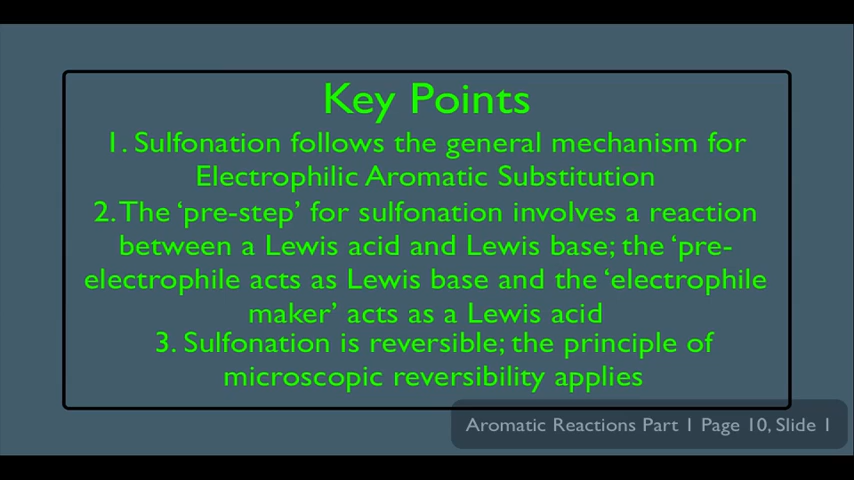 Key Points
1. Sulfonation follows the general mechanism for
Electrophilic Aromatic Substitution
2. The ‘pre-step’ for sulfonation involves a reaction
between a Lewis acid and Lewis base; the ‘pre-
electrophile acts as Lewis base and the ‘electrophile
maker’ acts as a Lewis acid
3. Sulfonation is reversible; the principle of
microscopic reversibility applies
Aromatic Reactions Part 1 Page 10, Slide 1